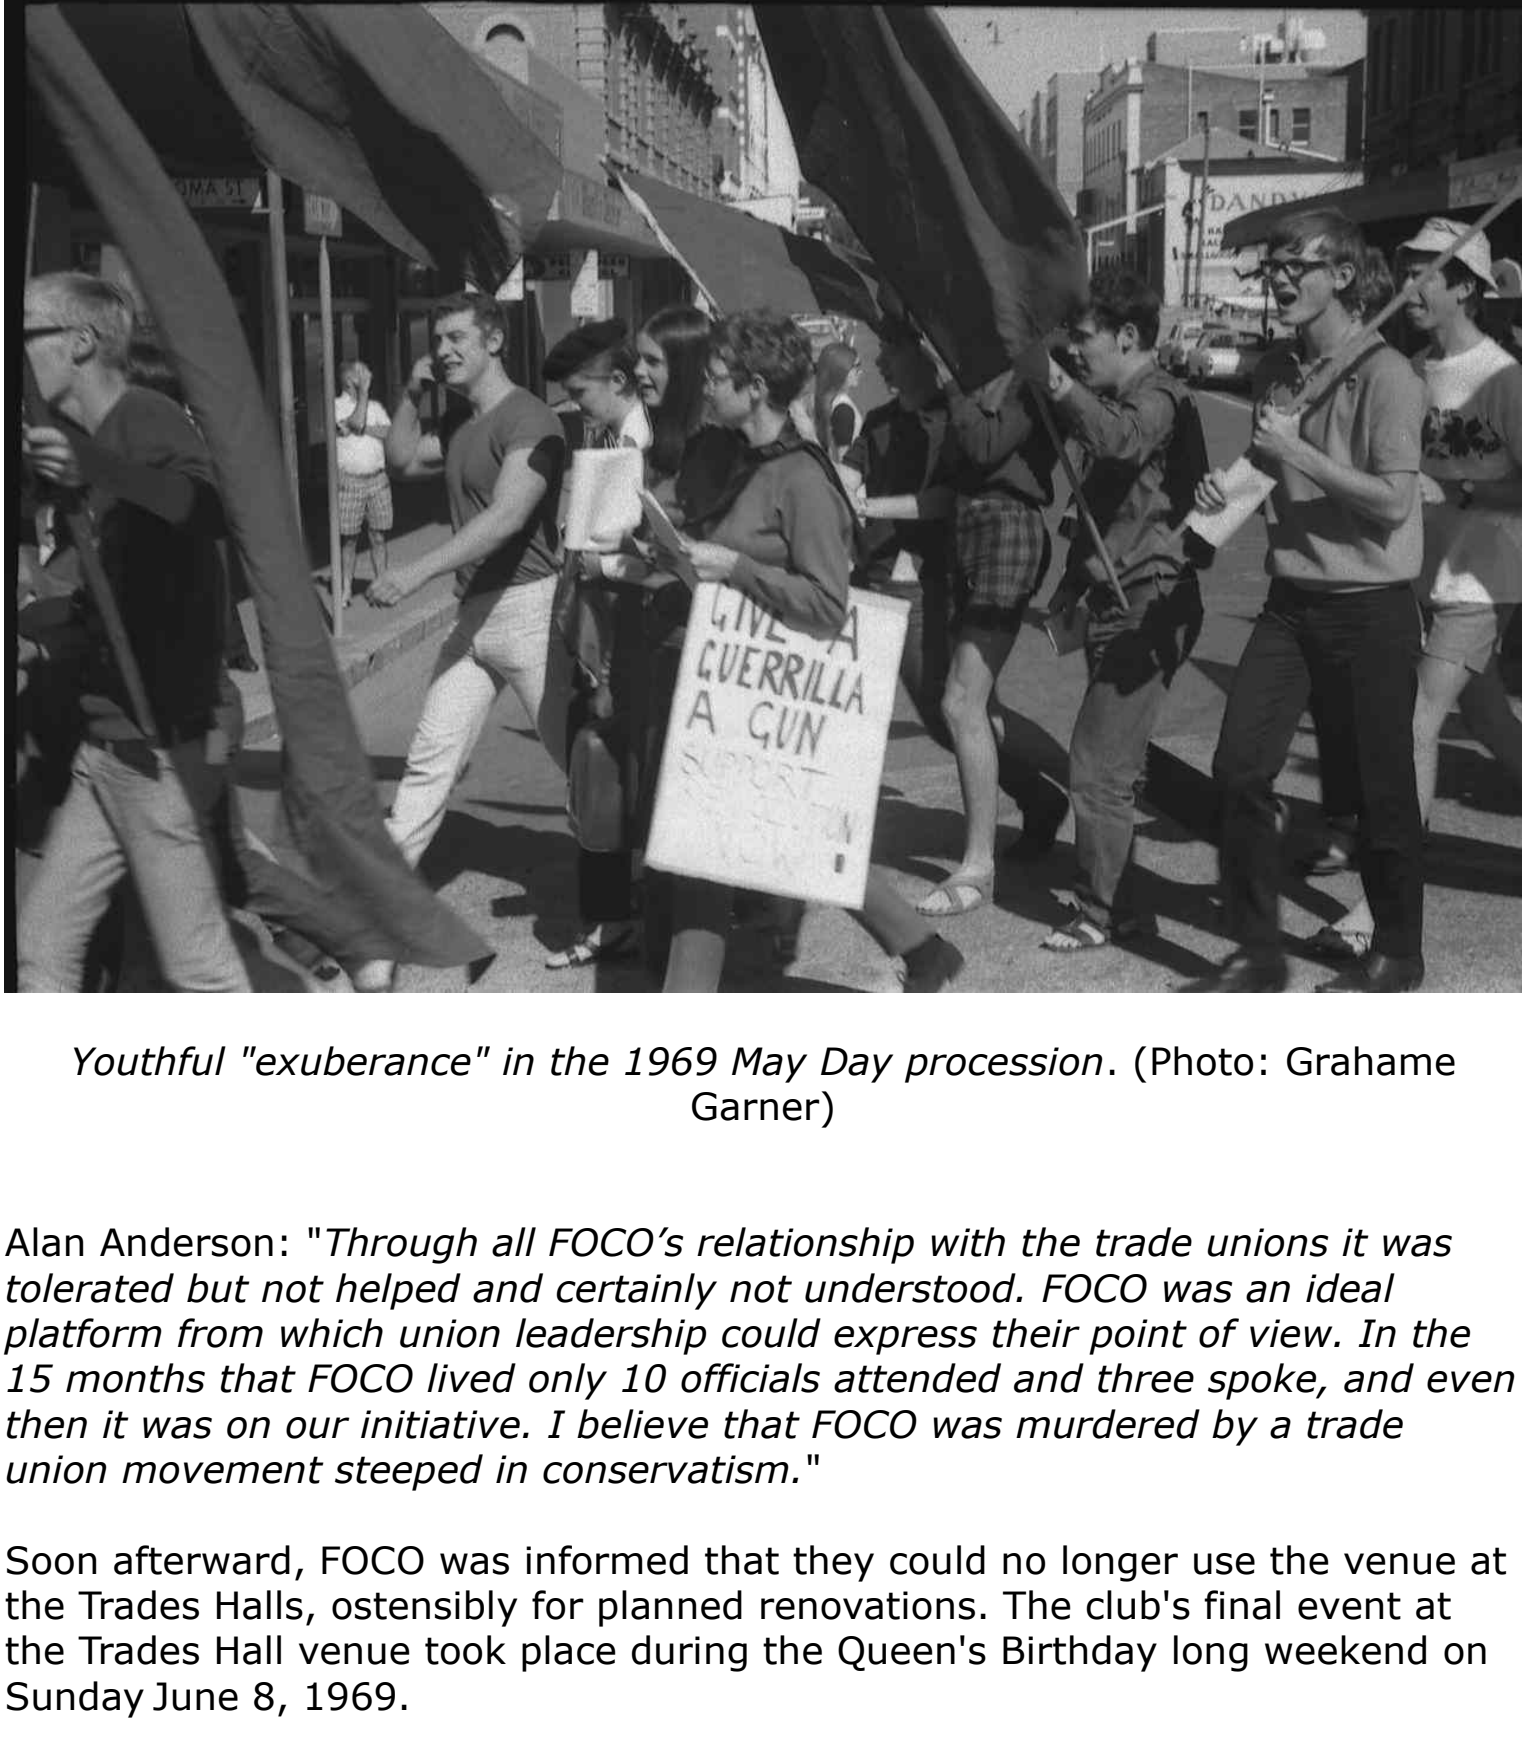 OMA ST
DANDY
GIVE A
GUERRILLA
A GUN
SUPPORT
Youthful "exuberance" in the 1969 May Day procession. (Photo: Grahame
Garner)
Alan Anderson: "Through all FOCO’s relationship with the trade unions it was
tolerated but not helped and certainly not understood. FOCO was an ideal
platform from which union leadership could express their point of view. In the
15 months that FOCO lived only 10 officials attended and three spoke, and even
then it was on our initiative. I believe that FOCO was murdered by a trade
union movement steeped in conservatism."
Soon afterward, FOCO was informed that they could no longer use the venue at
the Trades Halls, ostensibly for planned renovations. The club's final event at
the Trades Hall venue took place during the Queen's Birthday long weekend on
Sunday June 8, 1969.